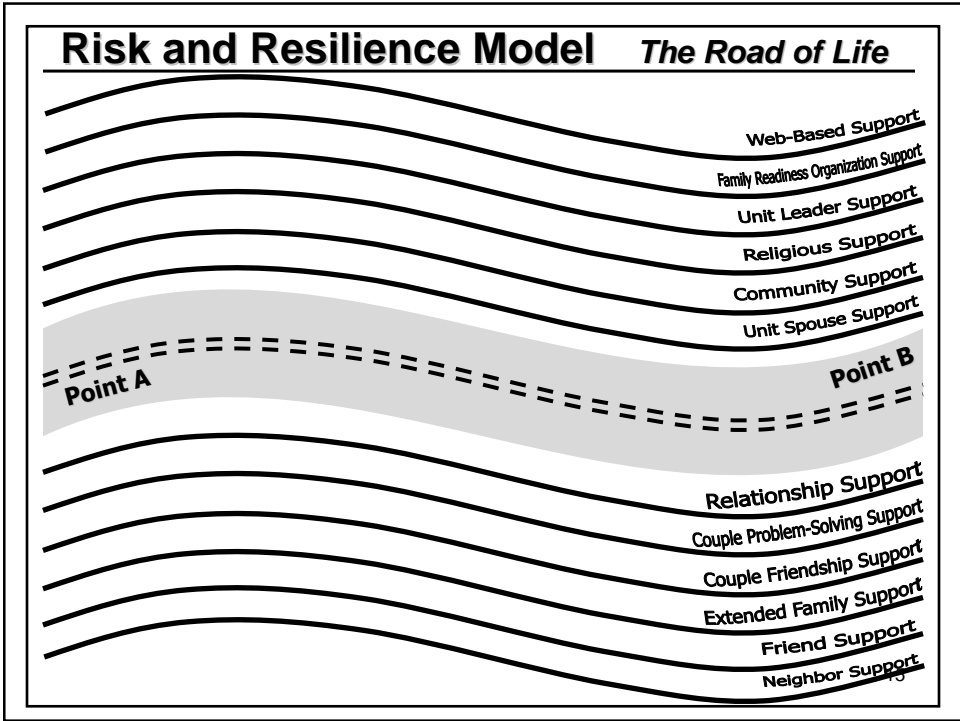 Risk and Resilience Model The Road of Life
Web-Based Support
Family Readiness Organization Support
Unit Leader Support
Religious Support
Community Support
Unit Spouse Support
Point B
Point A
Relationship Support
Couple Problem-Solving Support
Couple Friendship Support
Extended Family Support
Friend Support
Neighbor Support